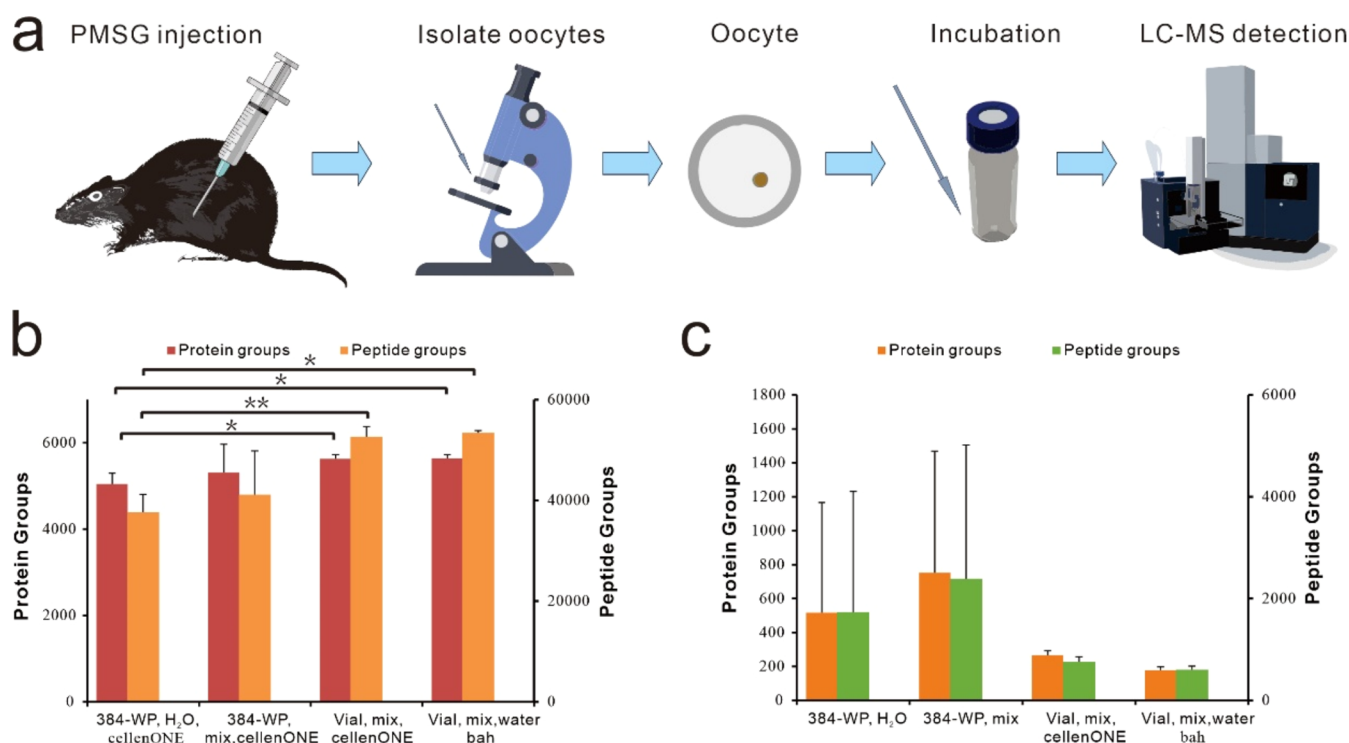 a
PMSG injection
Isolate oocytes
Oocyte
Incubation
LC-MS detection
b
Protein groups
Peptide groups
*
*
**
*
6000
4000
2000
0
Protein Groups
60000
40000
20000
0
Peptide Groups
384-WP, H₂O,
cellenONE
384-WP,
mix,cellenONE
Vial, mix,
cellenONE
Vial, mix,water
bah
c
Protein groups
Peptide groups
1800
1600
1400
1200
1000
800
600
400
200
0
Protein Groups
6000
4000
2000
0
Peptide Groups
384-WP, H₂O
384-WP, mix
Vial, mix,
cellenONE
Vial, mix,water
bah